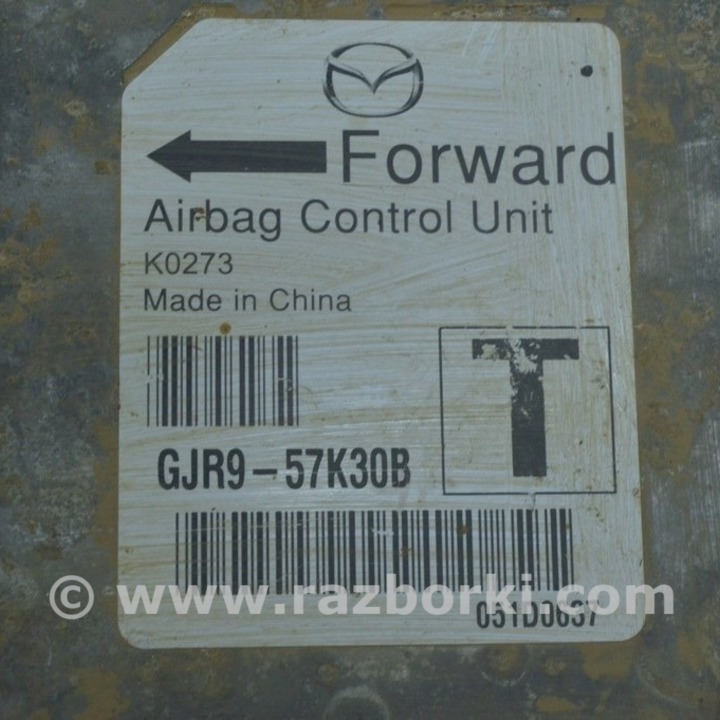 Forward
Airbag Control Unit
K0273
Made in China
T
GJR9-57K30B
© www.razborki.com